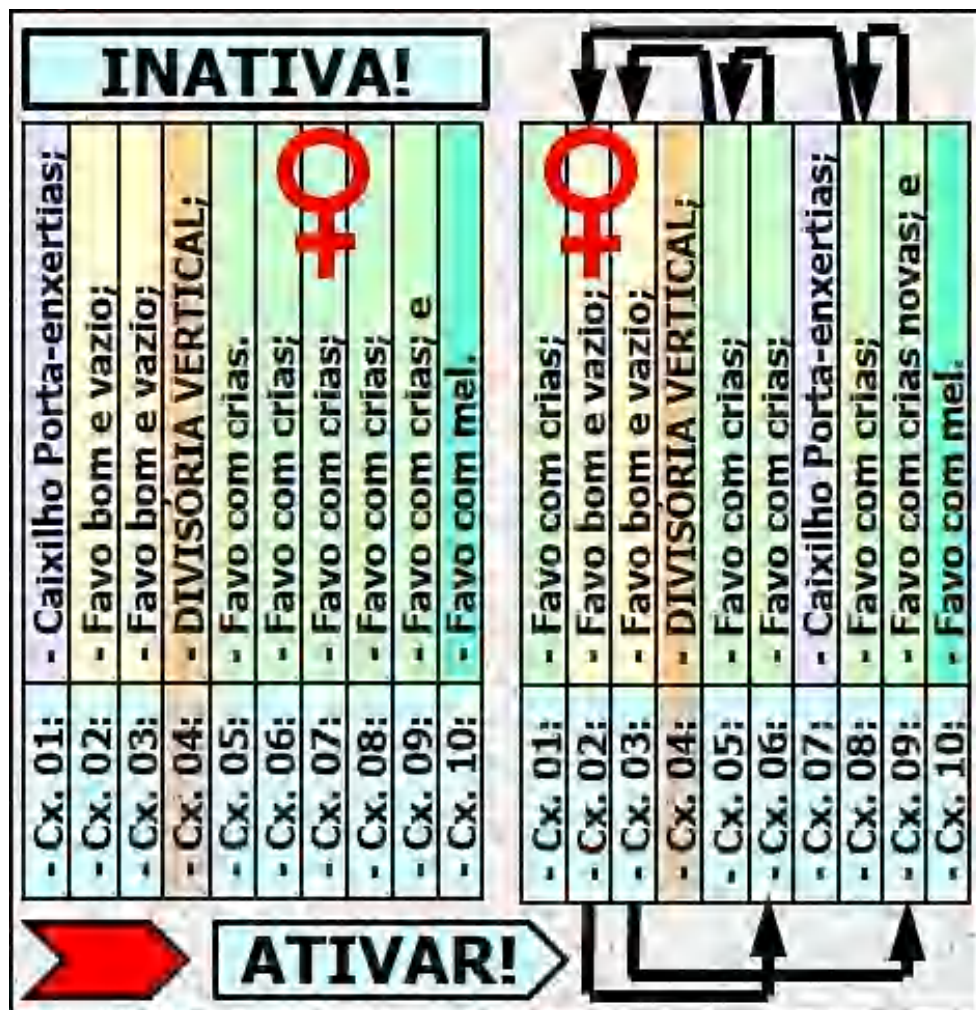 INATIVA!
- Cx. 01: - Caixilho Porta-enxertias;
- Cx. 02: - Favo bom e vazio;
- Cx. 03: - Favo bom e vazio;
- Cx. 04: - DIVISÓRIA VERTICAL;
- Cx. 05: - Favo com crias.
- Cx. 06: - Favo com crias;
- Cx. 07: - Favo com crias;
- Cx. 08: - Favo com crias;
- Cx. 09: - Favo com crias; e
- Cx. 10: - Favo com mel.
ATIVAR!
- Cx. 01: - Favo com crias;
- Cx. 02: - Favo bom e vazio;
- Cx. 03: - Favo bom e vazio;
- Cx. 04: - DIVISÓRIA VERTICAL;
- Cx. 05: - Favo com crias;
- Cx. 06: - Favo com crias;
- Cx. 07: - Caixilho Porta-enxertias;
- Cx. 08: - Favo com crias;
- Cx. 09: - Favo com crias novas; e
- Cx. 10: - Favo com mel.